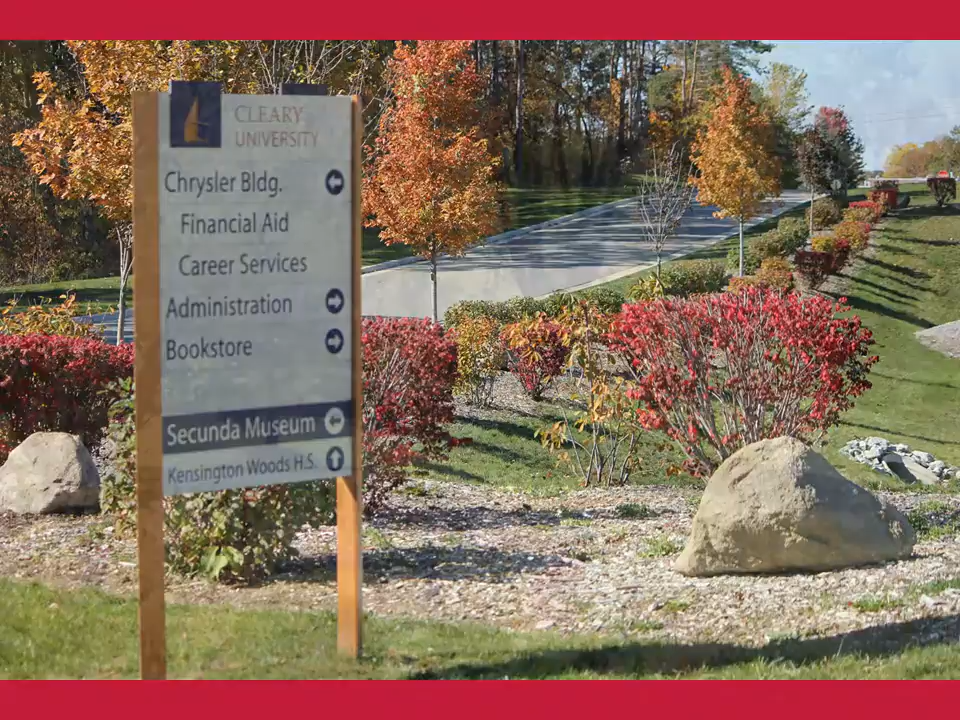 CLEARY
UNIVERSITY
Chrysler Bldg.
Financial Aid
Career Services
Administration
Bookstore
Secunda Museum
Kensington Woods H.S.